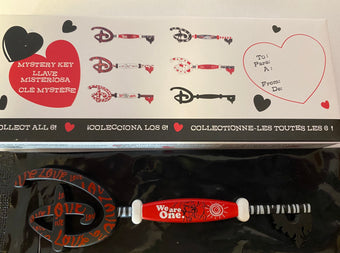 MYSTERY KEY
LLAVE
MISTERIOSA
CLÉ MYSTÈRE
To:
Para:
A:
From:
De:
OLLECT ALL 6!
¡COLECCIONA LOS 6!
COLLECTIONNE-LES TOUTES LES 6 !
We are
One.